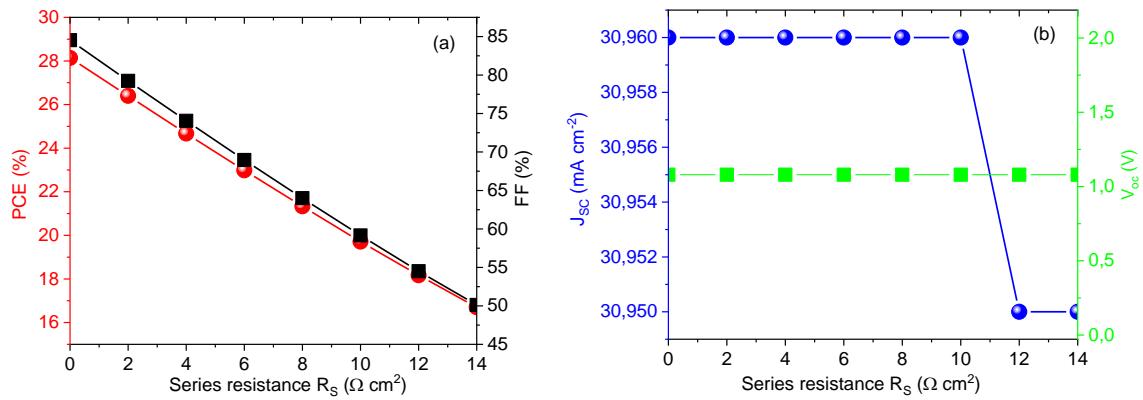 (a)
PCE (%)
30
28
26
24
22
20
18
16
85
80
75
70
65
60
55
50
45
FF (%)
0 2 4 6 8 10 12 14
Series resistance R_S (Ω cm²)
(b)
J_SC (mA cm⁻²)
30,960
30,958
30,956
30,954
30,952
30,950
2,0
1,5
1,0
0,5
0,0
V_oc (V)
0 2 4 6 8 10 12 14
Series resistance R_S (Ω cm²)